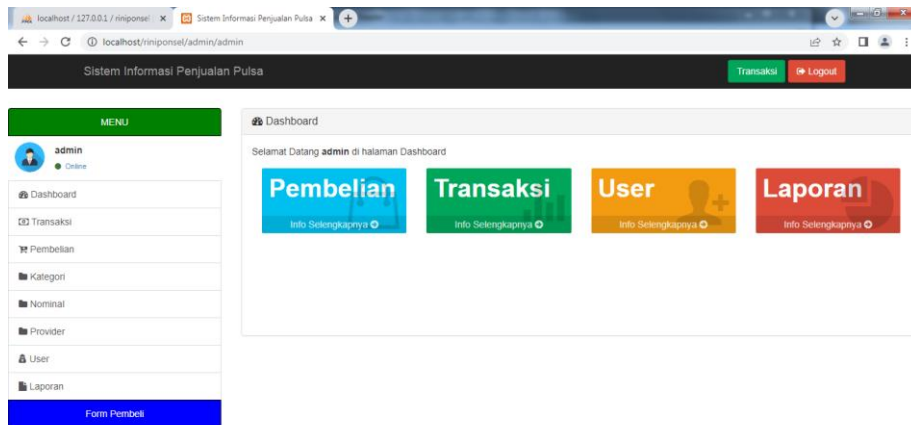 localhost / 127.0.0.1 / riniponsel
Sistem Informasi Penjualan Pulsa
localhost/riniponsel/admin/admin
Sistem Informasi Penjualan Pulsa
Transaksi
Logout
MENU
admin
Online
Dashboard
Transaksi
Pembelian
Kategori
Nominal
Provider
User
Laporan
Form Pembeli
Dashboard
Selamat Datang admin di halaman Dashboard
Pembelian
Info Selengkapnya
Transaksi
Info Selengkapnya
User
Info Selengkapnya
Laporan
Info Selengkapnya